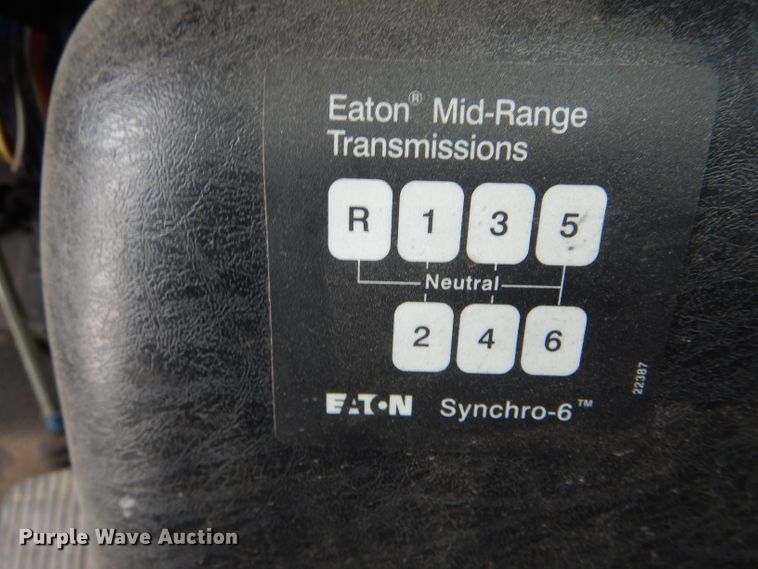 Eaton® Mid-Range
Transmissions
R 1 3 5
Neutral
2 4 6
22387
EATON Synchro-6™
Purple Wave Auction